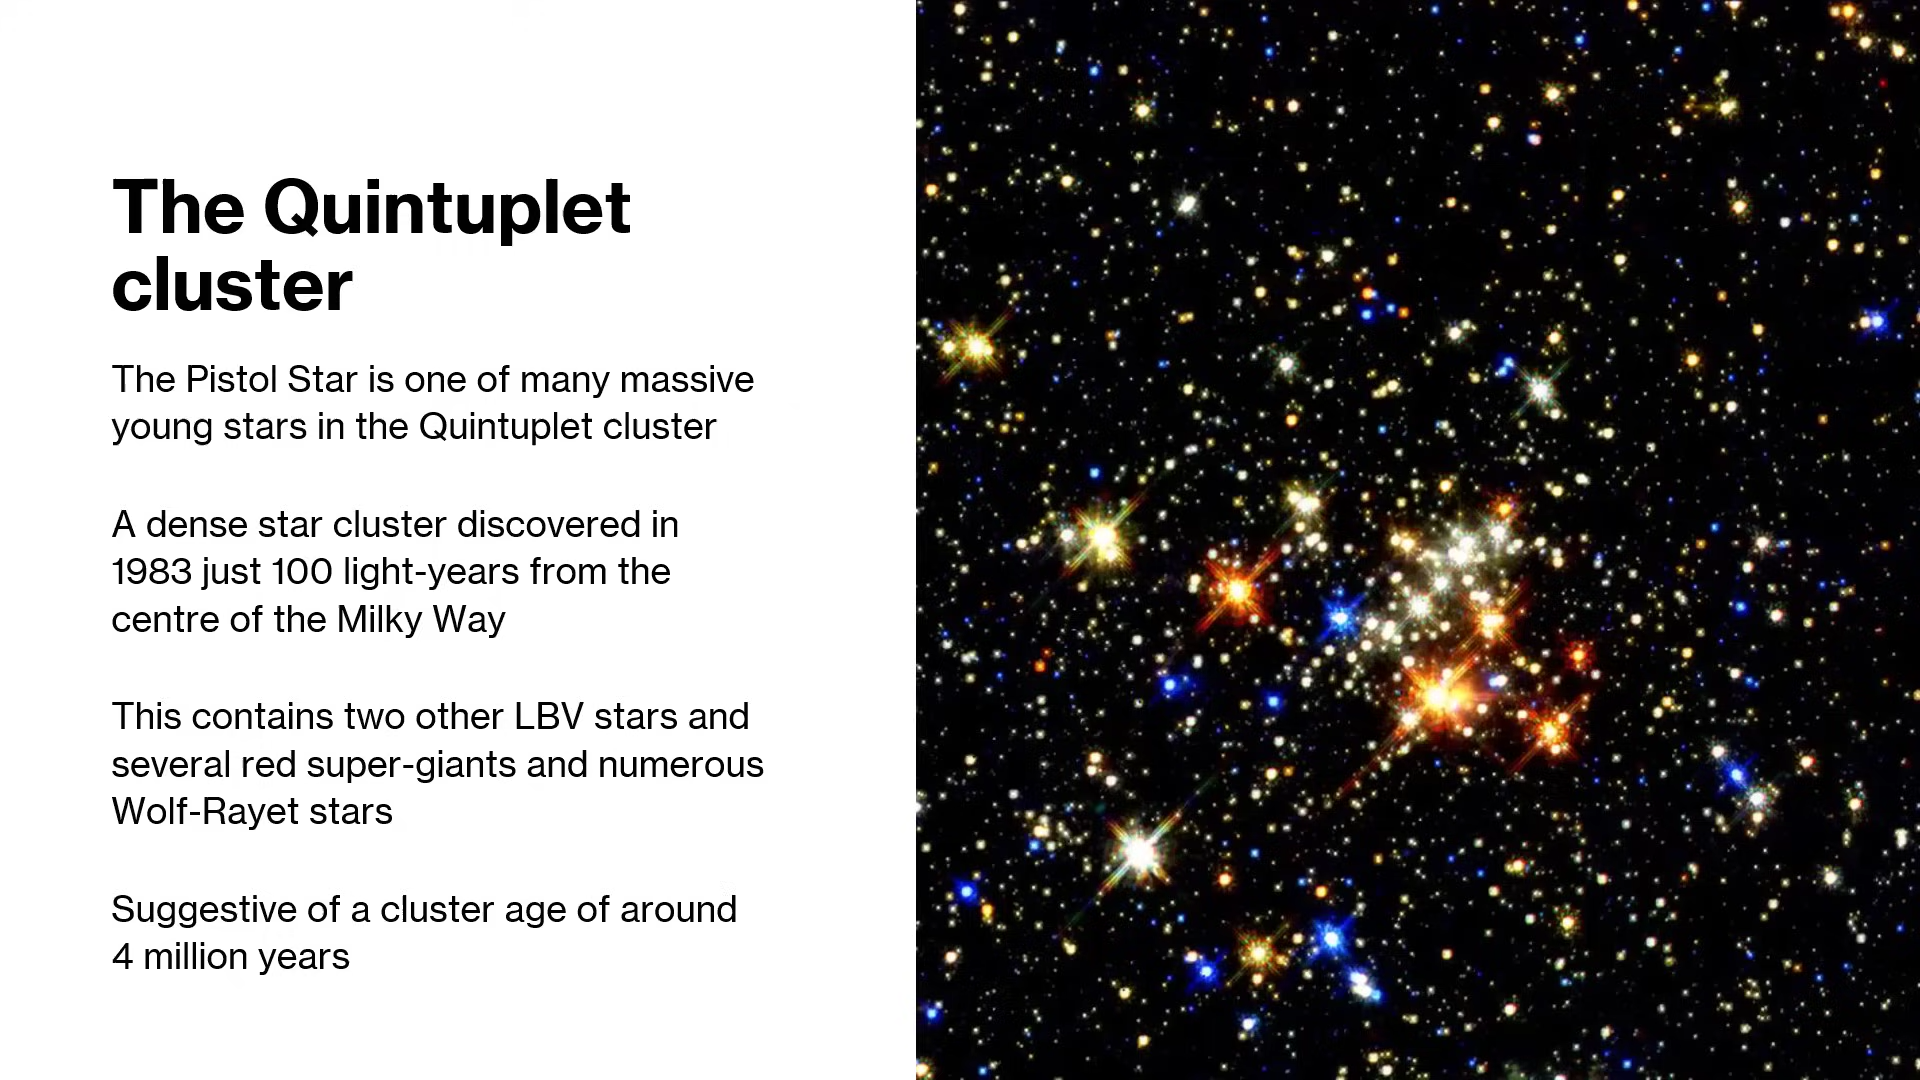 The Quintuplet
cluster
The Pistol Star is one of many massive
young stars in the Quintuplet cluster
A dense star cluster discovered in
1983 just 100 light-years from the
centre of the Milky Way
This contains two other LBV stars and
several red super-giants and numerous
Wolf-Rayet stars
Suggestive of a cluster age of around
4 million years